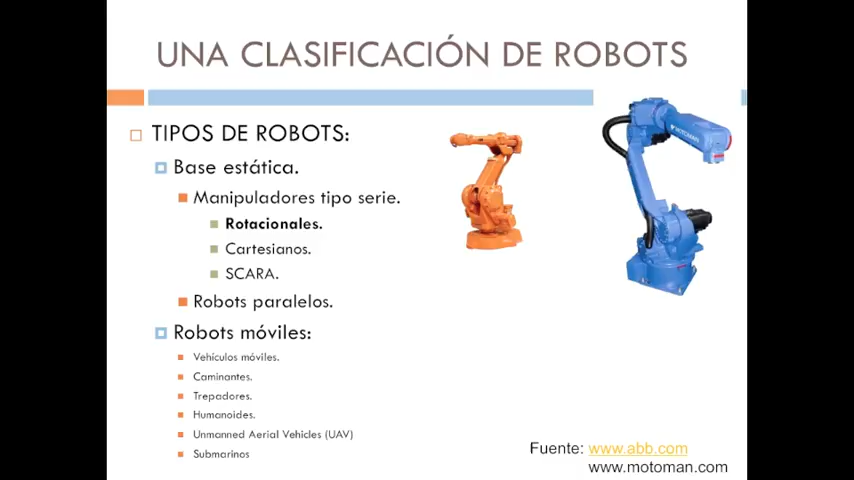 UNA CLASIFICACIÓN DE ROBOTS
TIPOS DE ROBOTS:
Base estática.
Manipuladores tipo serie.
Rotacionales.
Cartesianos.
SCARA.
Robots paralelos.
Robots móviles:
Vehículos móviles.
Caminantes.
Trepadores.
Humanoides.
Unmanned Aerial Vehicles (UAV)
Submarinos
MOTOMAN
Fuente: www.abb.com
www.motoman.com